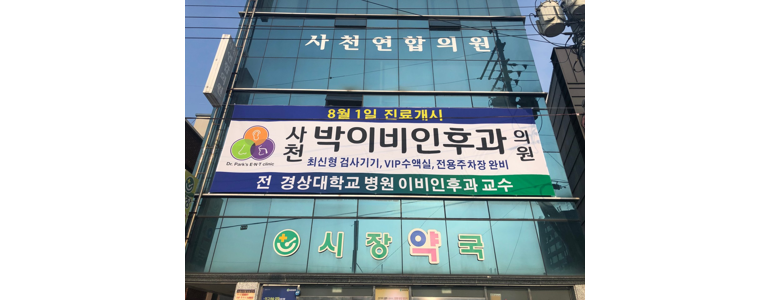 사천연합의원
8월 1일 진료개시
사천 박이비인후과 의원
Dr. Park's ENT clinic
최신형 검사기기, VIP수액실, 전용주차장 완비
전 경상대학교 병원 이비인후과 교수
시장약국